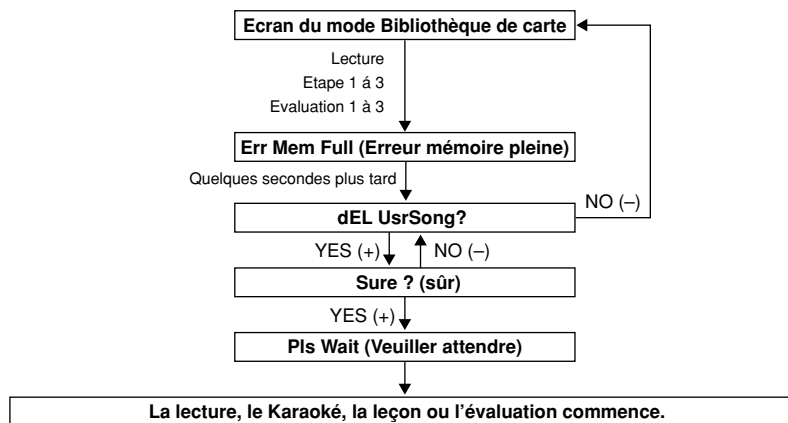 Ecran du mode Bibliothèque de carte
Lecture
Etape 1 á 3
Evaluation 1 à 3
Err Mem Full (Erreur mémoire pleine)
Quelques secondes plus tard
dEL UsrSong?
NO (–)
YES (+)
NO (–)
Sure ? (sûr)
YES (+)
Pls Wait (Veuiller attendre)
La lecture, le Karaoké, la leçon ou l’évaluation commence.